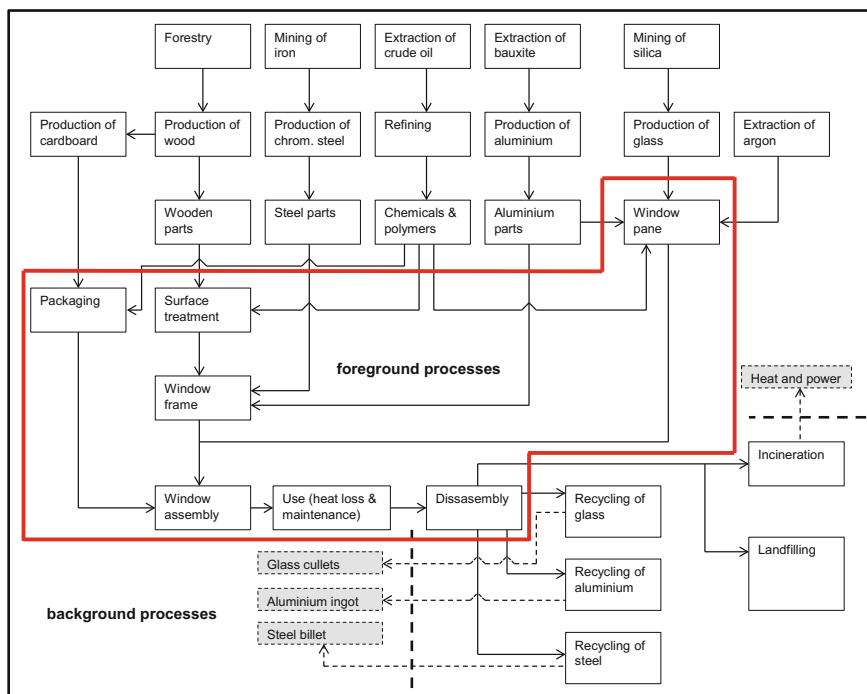 Forestry
Mining of
iron
Extraction of
crude oil
Extraction of
bauxite
Mining of
silica
Production of
cardboard
Production of
wood
Production of
chrom. steel
Refining
Production of
aluminium
Production of
glass
Extraction of
argon
Wooden
parts
Steel parts
Chemicals &
polymers
Aluminium
parts
Window
pane
Packaging
Surface
treatment
foreground processes
Window
frame
Heat and power
Incineration
Window
assembly
Use (heat loss &
maintenance)
Dissasembly
Recycling of
glass
Landfilling
Glass cullets
Recycling of
aluminium
Aluminium ingot
background processes
Steel billet
Recycling of
steel